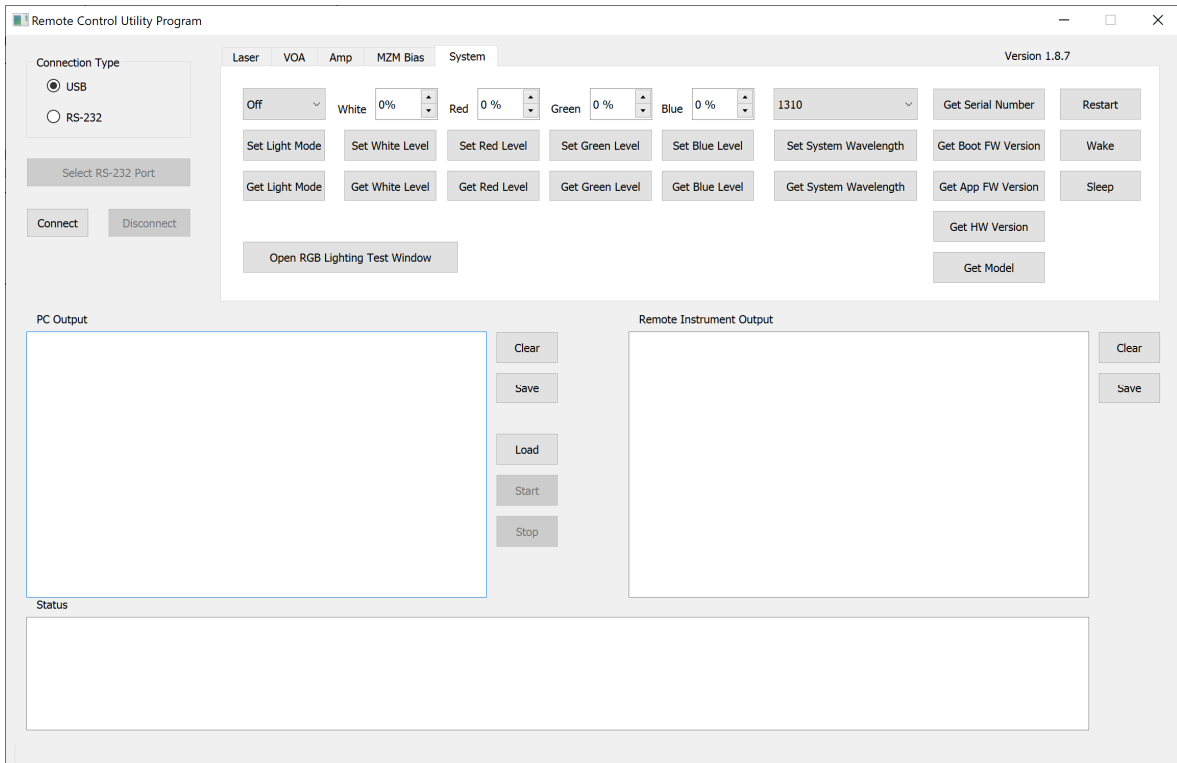 Remote Control Utility Program
Connection Type
USB
RS-232
Select RS-232 Port
Connect Disconnect
Laser VOA Amp MZM Bias System
Version 1.8.7
Off White 0% Red 0 % Green 0 % Blue 0 % 1310 Get Serial Number Restart
Set Light Mode Set White Level Set Red Level Set Green Level Set Blue Level Set System Wavelength Get Boot FW Version Wake
Get Light Mode Get White Level Get Red Level Get Green Level Get Blue Level Get System Wavelength Get App FW Version Sleep
Get HW Version
Open RGB Lighting Test Window
Get Model
PC Output
Clear
Save
Load
Start
Stop
Remote Instrument Output
Clear
Save
Status